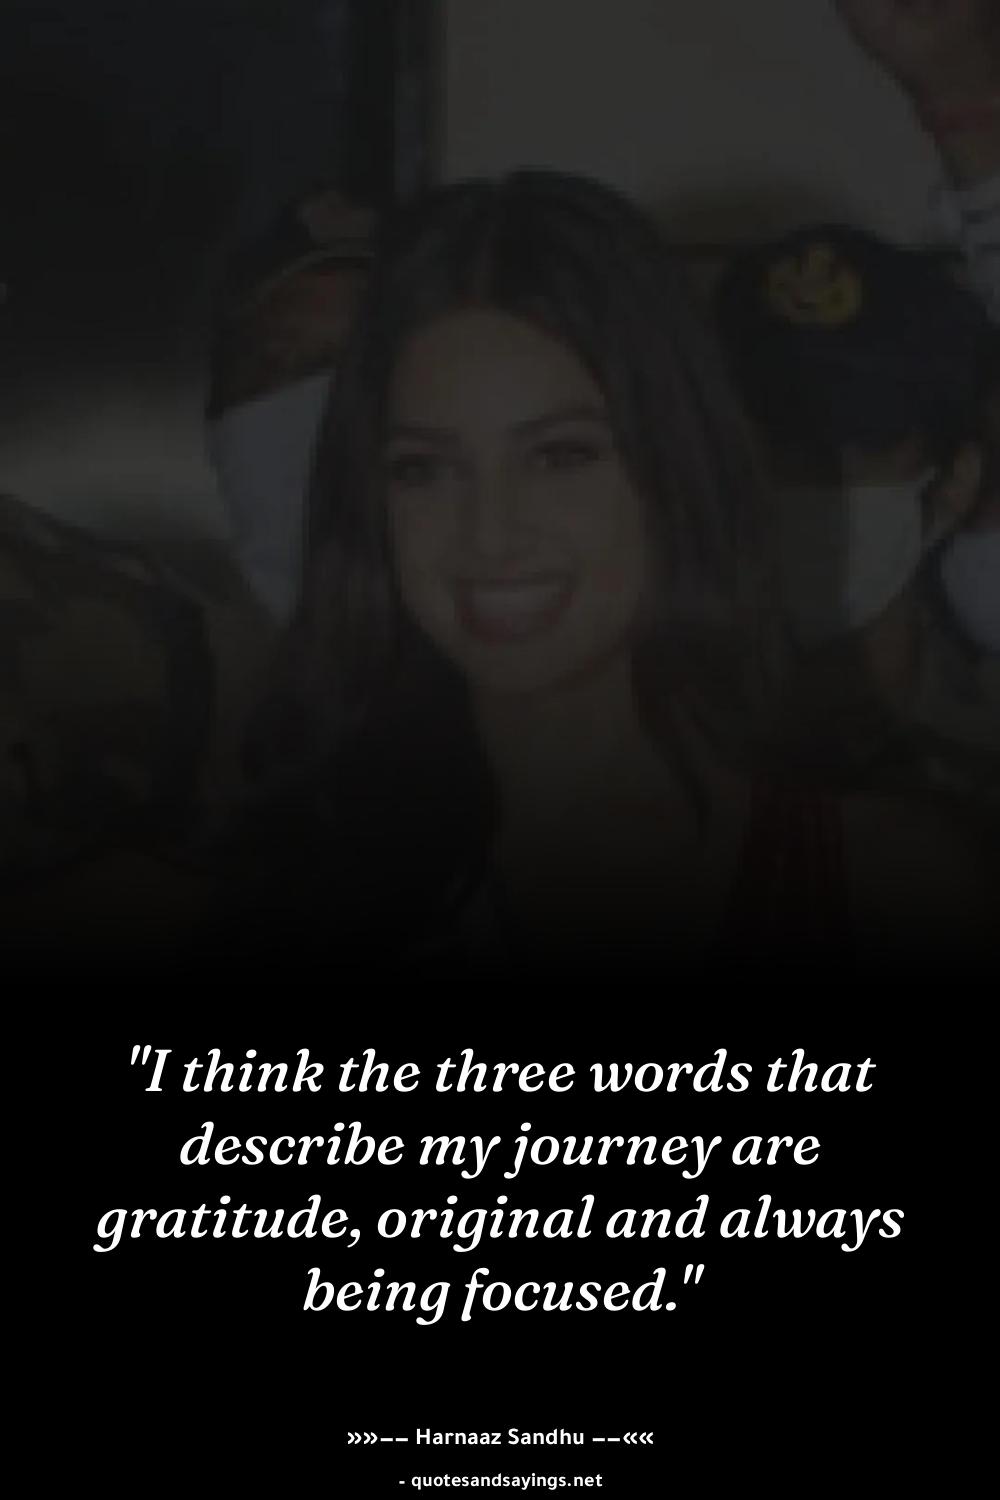 "I think the three words that
describe my journey are
gratitude, original and always
being focused."
»»−− Harnaaz Sandhu −−««
- quotesandsayings.net